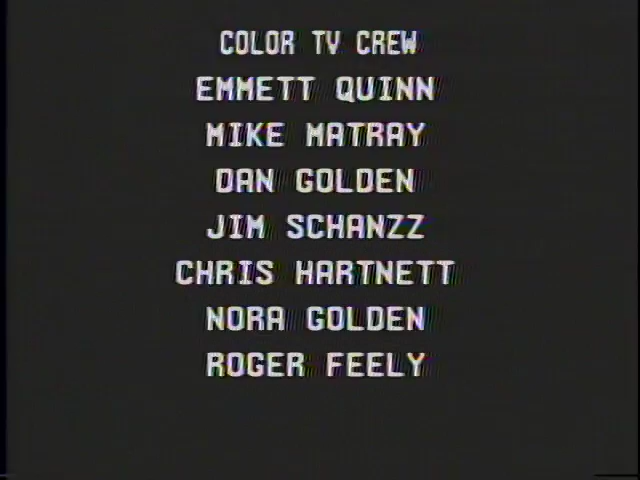 COLOR TV CREW
EMMETT QUINN
MIKE MATRAY
DAN GOLDEN
JIM SCHANZZ
CHRIS HARTNETT
NORA GOLDEN
ROGER FEELY